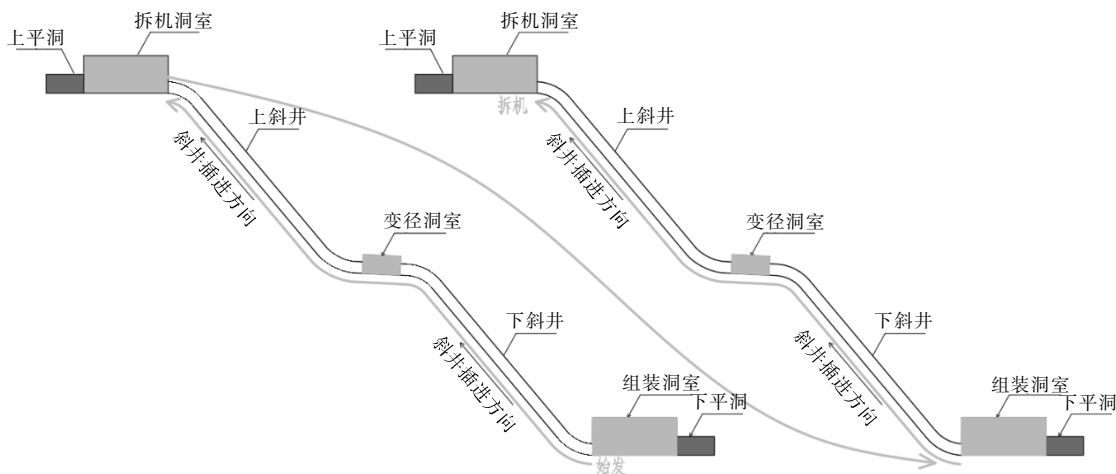 拆机洞室
上平洞
上斜井
斜井插进方向
变径洞室
下斜井
斜井插进方向
组装洞室
下平洞
始发
拆机洞室
上平洞
拆机
上斜井
斜井插进方向
变径洞室
下斜井
斜井插进方向
组装洞室
下平洞